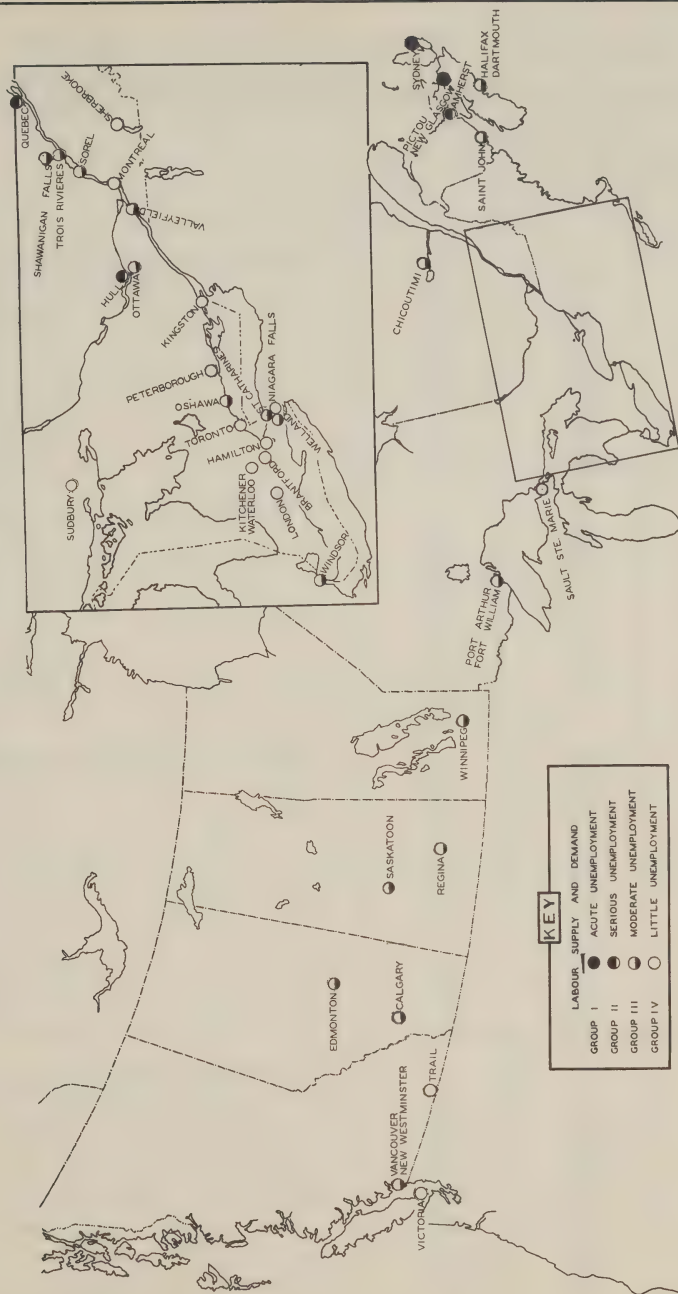 QUEBEC
SHERBROOKE
SHAWANIGAN FALLS
TROIS RIVIERES
SOREL
MONTREAL
VALLEYFIELD
HULL
OTTAWA
KINGSTON
PETERBOROUGH
OSHAWA
TORONTO
ST CATHARINES
NIAGARA FALLS
HAMILTON
WELLAND
KITCHENER
WATERLOO
BRANTFORD
LONDON
WINDSOR
SUDBURY
SYDNEY
PICTOU
NEW GLASGOW
AMHERST
HALIFAX
DARTMOUTH
SAINT JOHN
CHICOUTIMI
SAULT STE. MARIE
PORT ARTHUR
FORT WILLIAM
WINNIPEG
SASKATOON
REGINA
EDMONTON
CALGARY
TRAIL
VANCOUVER
NEW WESTMINSTER
VICTORIA
KEY
LABOUR SUPPLY AND DEMAND
GROUP I ACUTE UNEMPLOYMENT
GROUP II SERIOUS UNEMPLOYMENT
GROUP III MODERATE UNEMPLOYMENT
GROUP IV LITTLE UNEMPLOYMENT